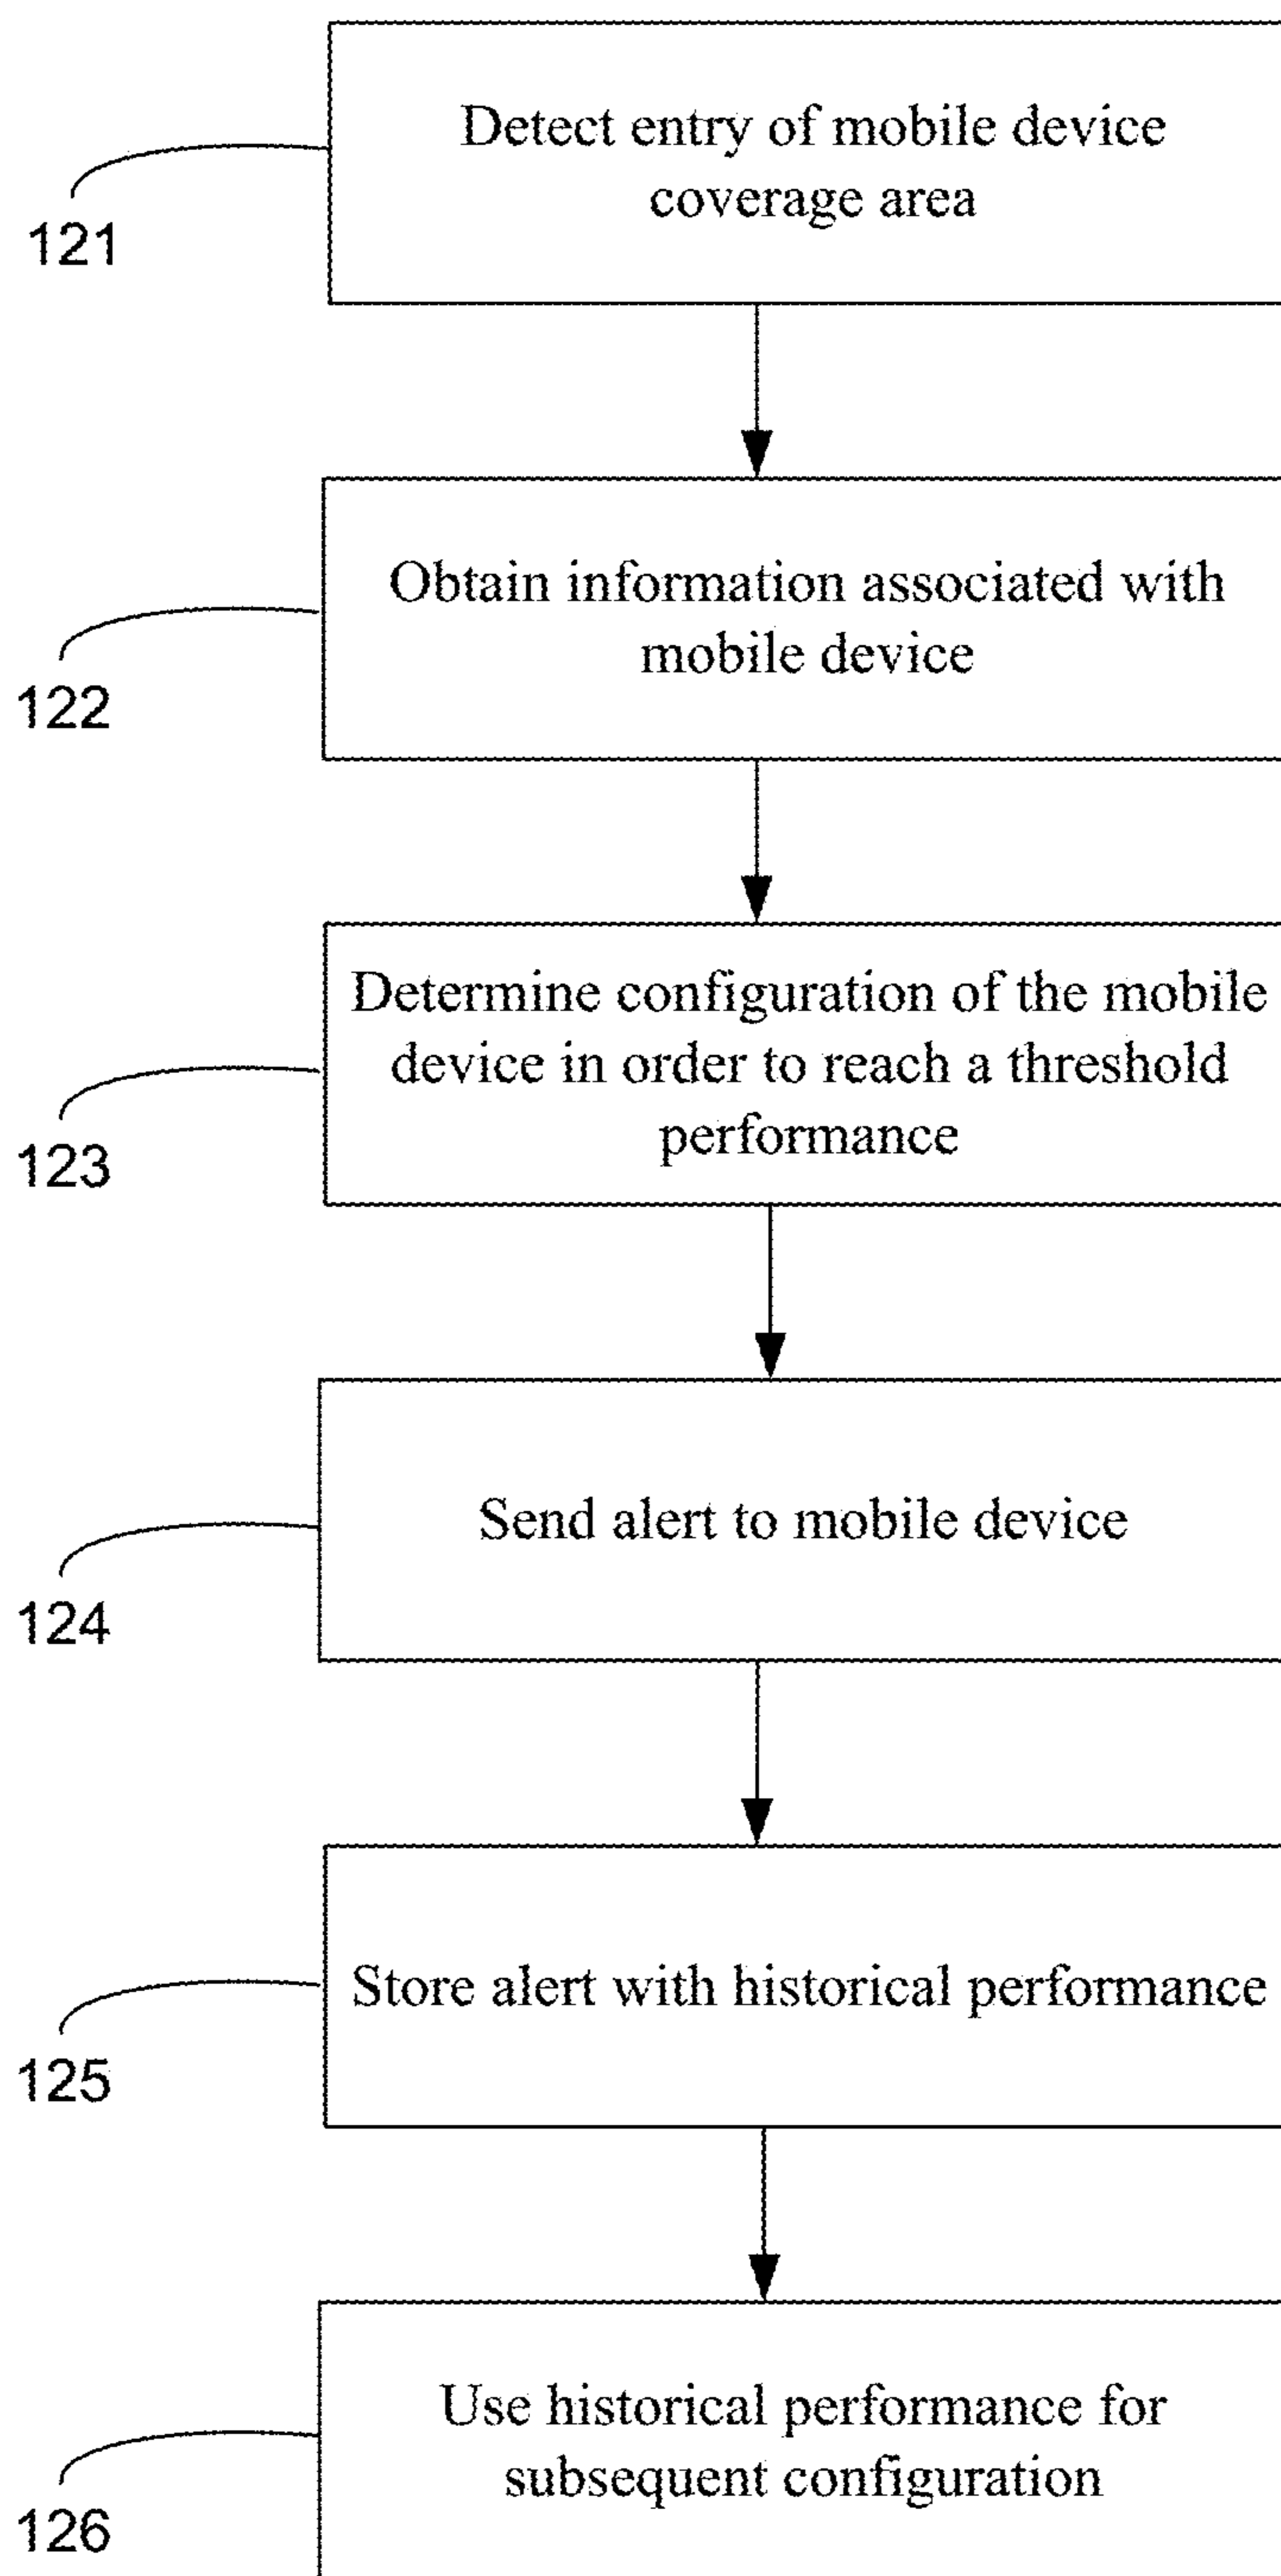 Detect entry of mobile device
coverage area
121
Obtain information associated with
mobile device
122
Determine configuration of the mobile
device in order to reach a threshold
performance
123
Send alert to mobile device
124
Store alert with historical performance
125
Use historical performance for
subsequent configuration
126